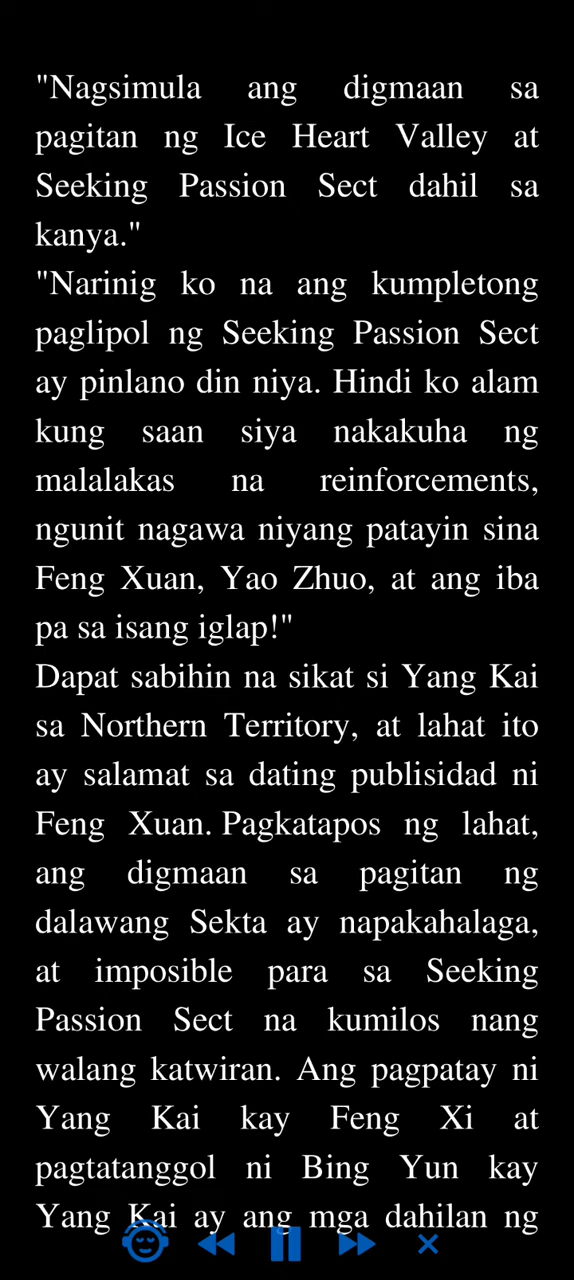 "Nagsimula ang digmaan sa
pagitan ng Ice Heart Valley at
Seeking Passion Sect dahil sa
kanya."
"Narinig ko na ang kumpletong
paglipol ng Seeking Passion Sect
ay pinlano din niya. Hindi ko alam
kung saan siya nakakuha ng
malalakas na reinforcements,
ngunit nagawa niyang patayin sina
Feng Xuan, Yao Zhuo, at ang iba
pa sa isang iglap!"
Dapat sabihin na sikat si Yang Kai
sa Northern Territory, at lahat ito
ay salamat sa dating publisidad ni
Feng Xuan. Pagkatapos ng lahat,
ang digmaan sa pagitan ng
dalawang Sekta ay napakahalaga,
at imposible para sa Seeking
Passion Sect na kumilos nang
walang katwiran. Ang pagpatay ni
Yang Kai kay Feng Xi at
pagtatanggol ni Bing Yun kay
Yang Kai ay ang mga dahilan ng